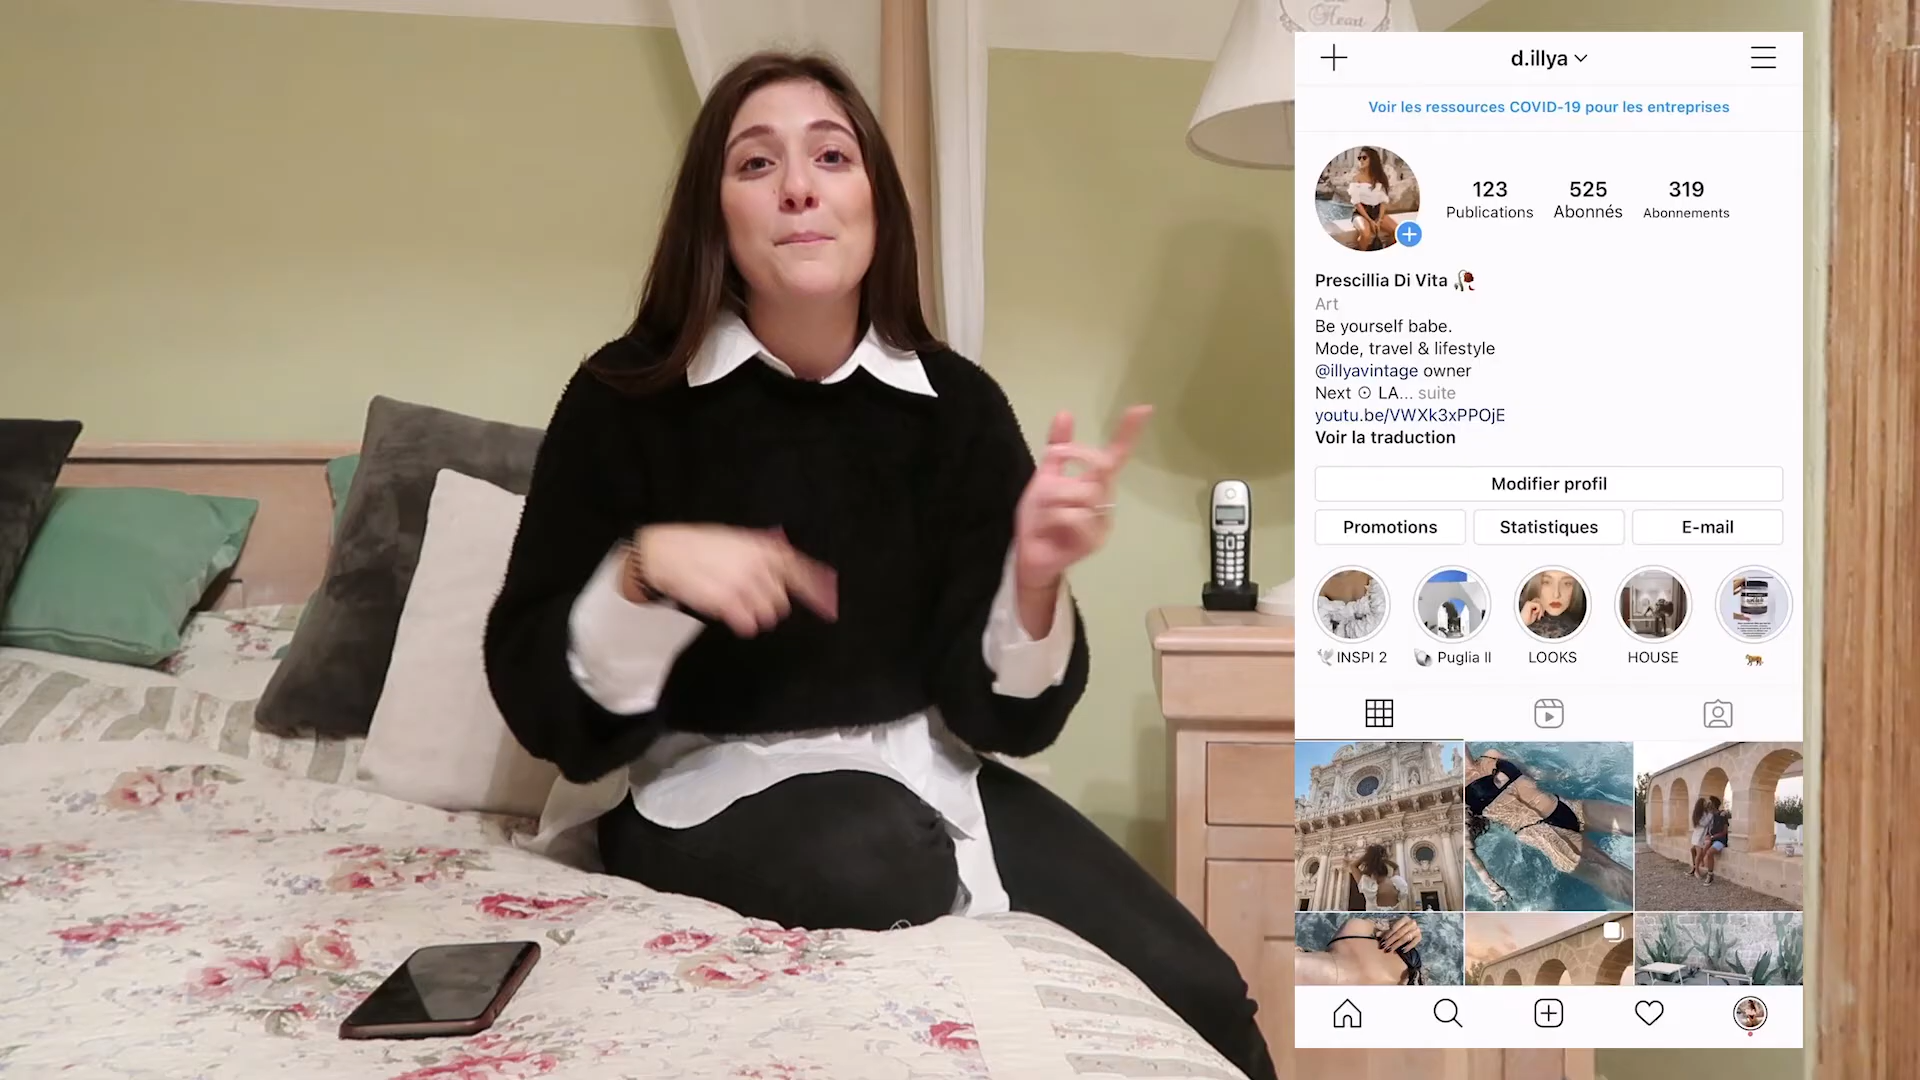 Heart
d.illya
Voir les ressources COVID-19 pour les entreprises
123 525 319
Publications Abonnés Abonnements
Prescillia Di Vita
Art
Be yourself babe.
Mode, travel & lifestyle
@illyavintage owner
Next ⊙ LA... suite
youtu.be/VWXk3xPPOjE
Voir la traduction
Modifier profil
Promotions Statistiques E-mail
INSPI 2 Puglia II LOOKS HOUSE